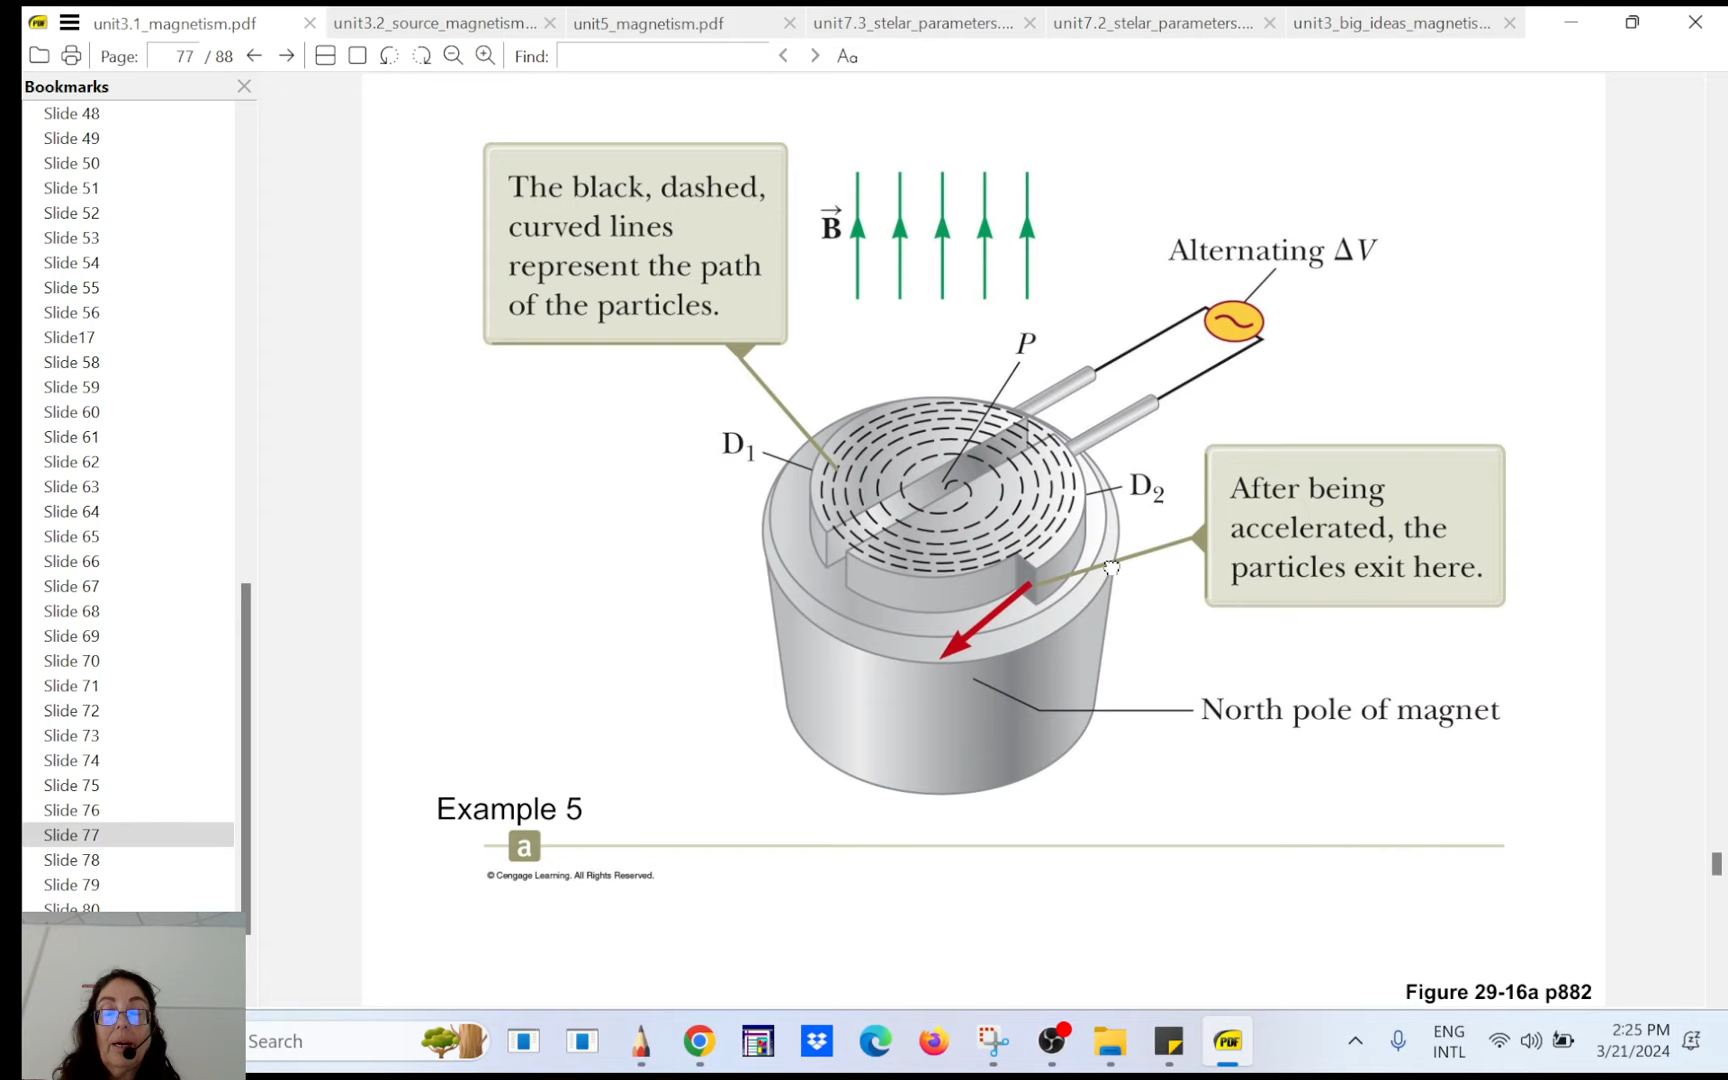 unit3.1_magnetism.pdf
unit3.2_source_magnetism...
unit5_magnetism.pdf
unit7.3_stelar_parameters....
unit7.2_stelar_parameters....
unit3_big_ideas_magnetis...
Page: 77 / 88
Find:
Aa
Bookmarks
Slide 48
Slide 49
Slide 50
Slide 51
Slide 52
Slide 53
Slide 54
Slide 55
Slide 56
Slide17
Slide 58
Slide 59
Slide 60
Slide 61
Slide 62
Slide 63
Slide 64
Slide 65
Slide 66
Slide 67
Slide 68
Slide 69
Slide 70
Slide 71
Slide 72
Slide 73
Slide 74
Slide 75
Slide 76
Slide 77
Slide 78
Slide 79
Slide 80
The black, dashed,
curved lines
represent the path
of the particles.
B
Alternating ΔV
P
D1
D2
After being
accelerated, the
particles exit here.
North pole of magnet
Example 5
a
© Cengage Learning. All Rights Reserved.
Figure 29-16a p882
Search
PDF
ENG
INTL
2:25 PM
3/21/2024